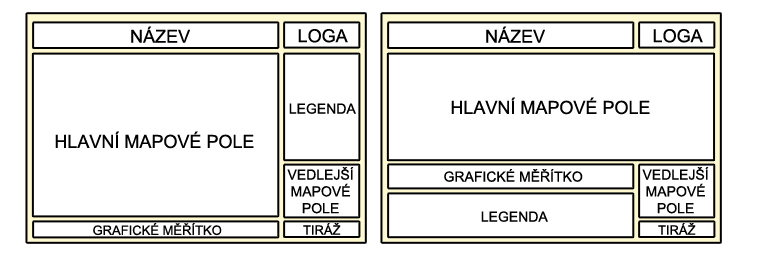 NÁZEV
LOGA
HLAVNÍ MAPOVÉ POLE
LEGENDA
VEDLEJŠÍ
MAPOVÉ
POLE
GRAFICKÉ MĚŘÍTKO
TIRÁŽ
NÁZEV
LOGA
HLAVNÍ MAPOVÉ POLE
GRAFICKÉ MĚŘÍTKO
VEDLEJŠÍ
MAPOVÉ
POLE
LEGENDA
TIRÁŽ